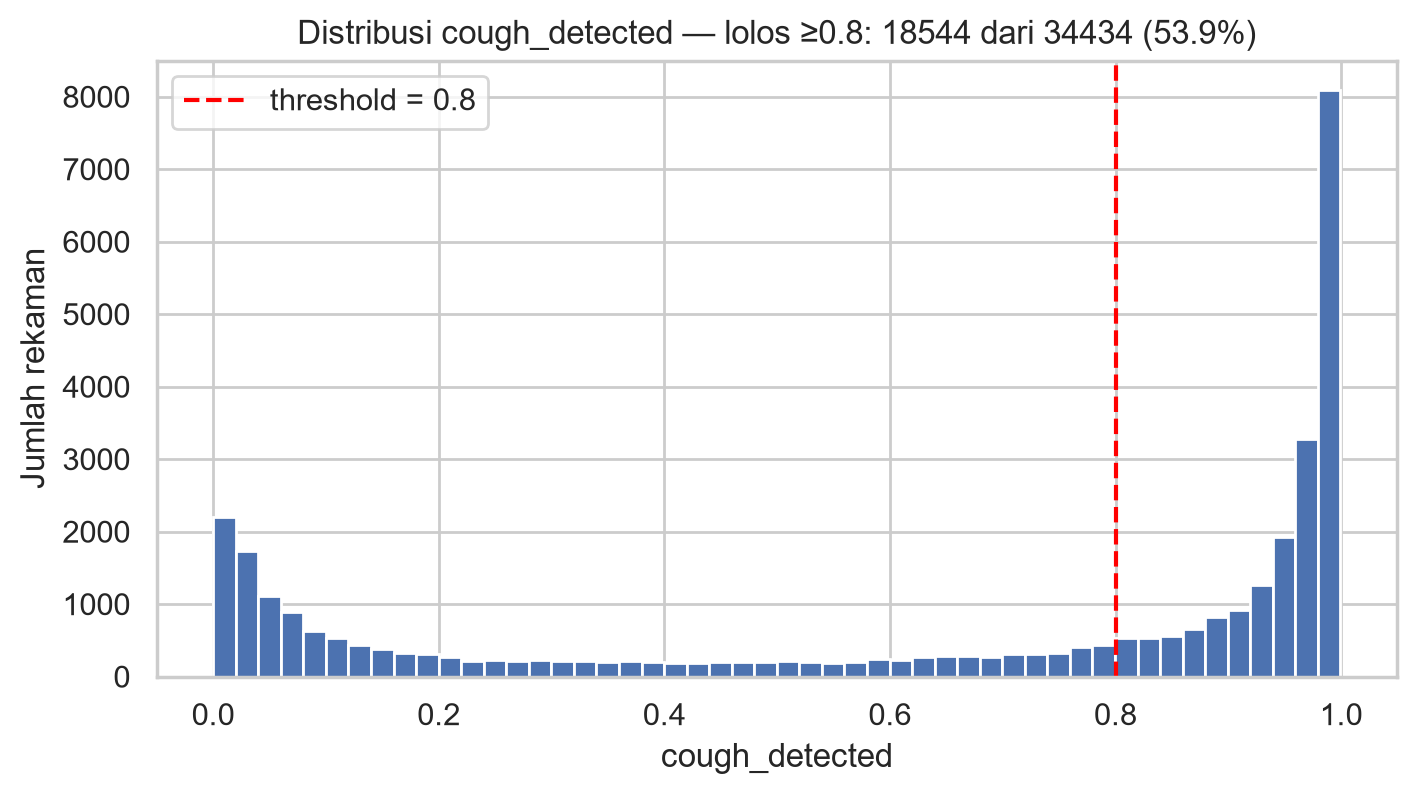 Distribusi cough_detected — lolos ≥0.8: 18544 dari 34434 (53.9%)
threshold = 0.8
Jumlah rekaman
8000
7000
6000
5000
4000
3000
2000
1000
0
0.0 0.2 0.4 0.6 0.8 1.0
cough_detected